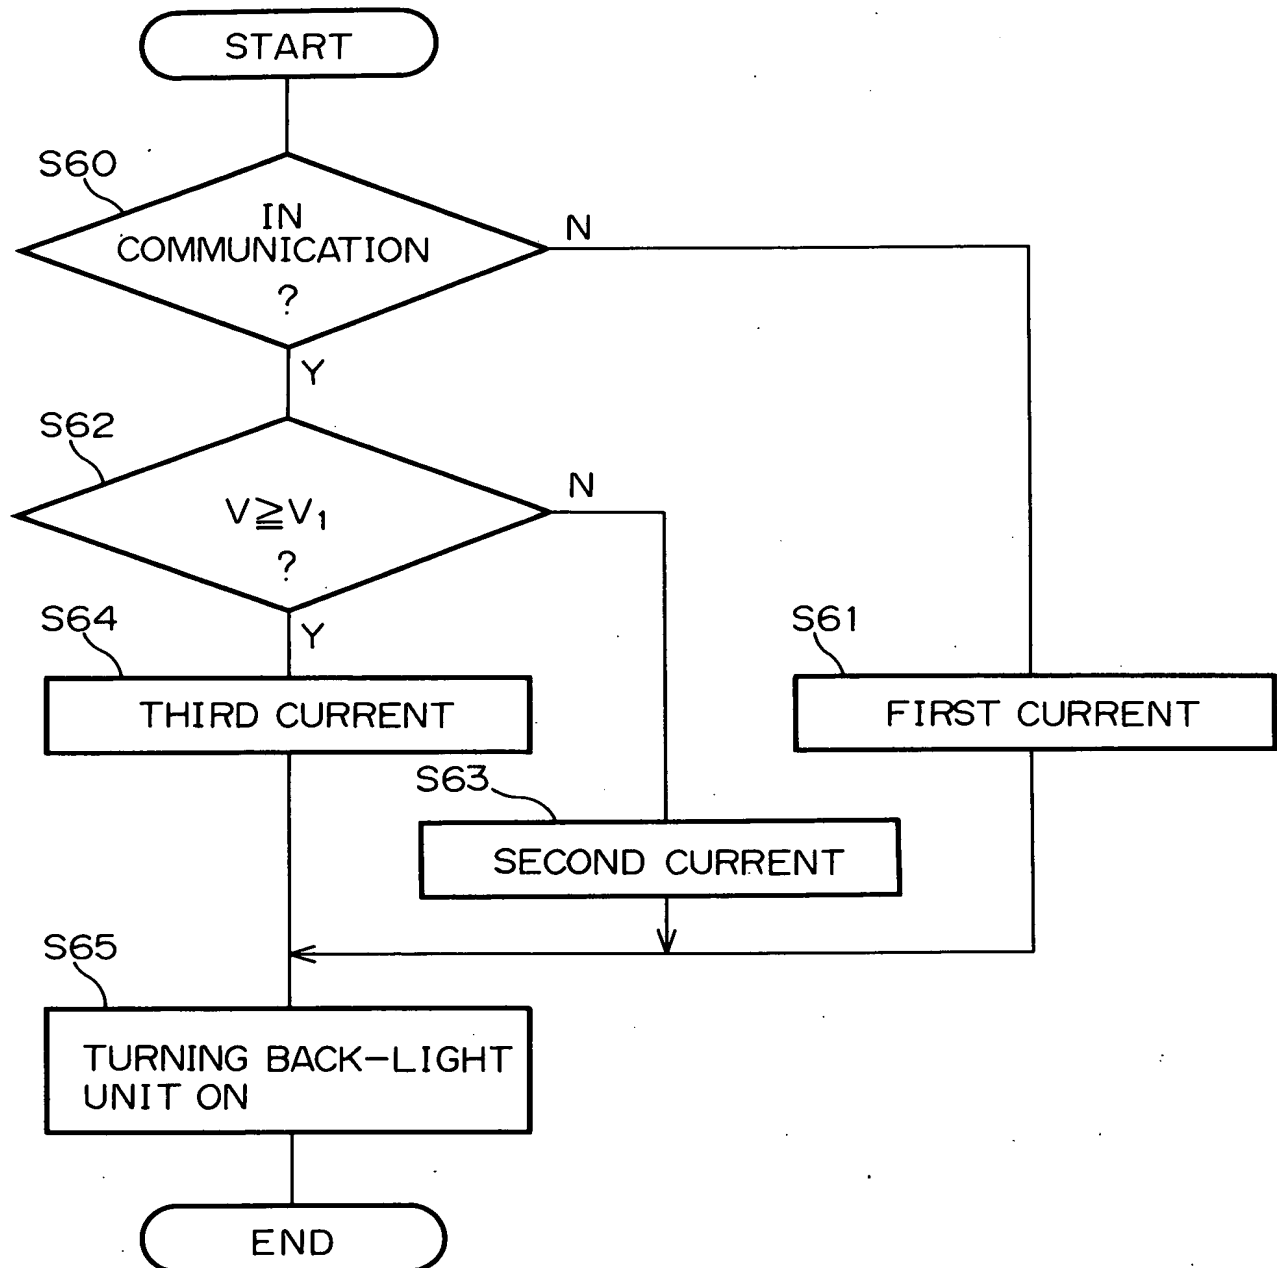 START
S60
IN
COMMUNICATION
?
N
Y
S62
V≧V₁
?
N
Y
S64
THIRD CURRENT
S61
FIRST CURRENT
S63
SECOND CURRENT
S65
TURNING BACK-LIGHT
UNIT ON
END